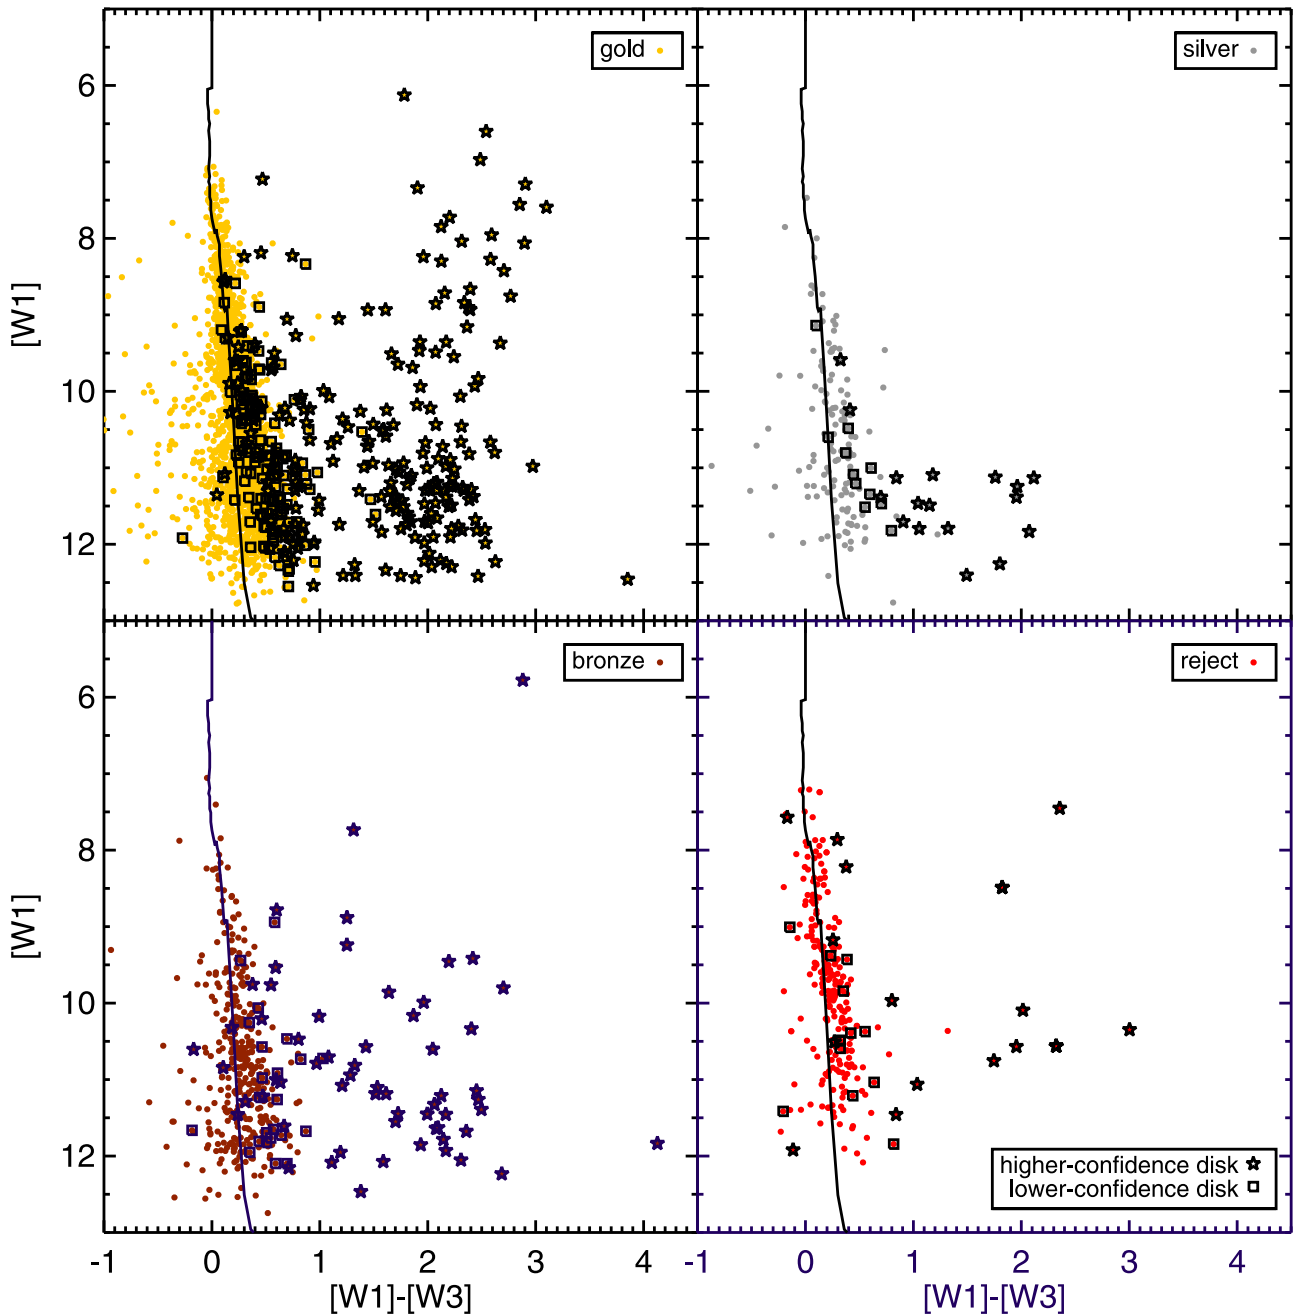 gold
silver
6
8
10
12
[W1]
bronze
reject
6
8
10
12
[W1]
higher-confidence disk
lower-confidence disk
-1 0 1 2 3 4 -1 0 1 2 3 4
[W1]-[W3] [W1]-[W3]